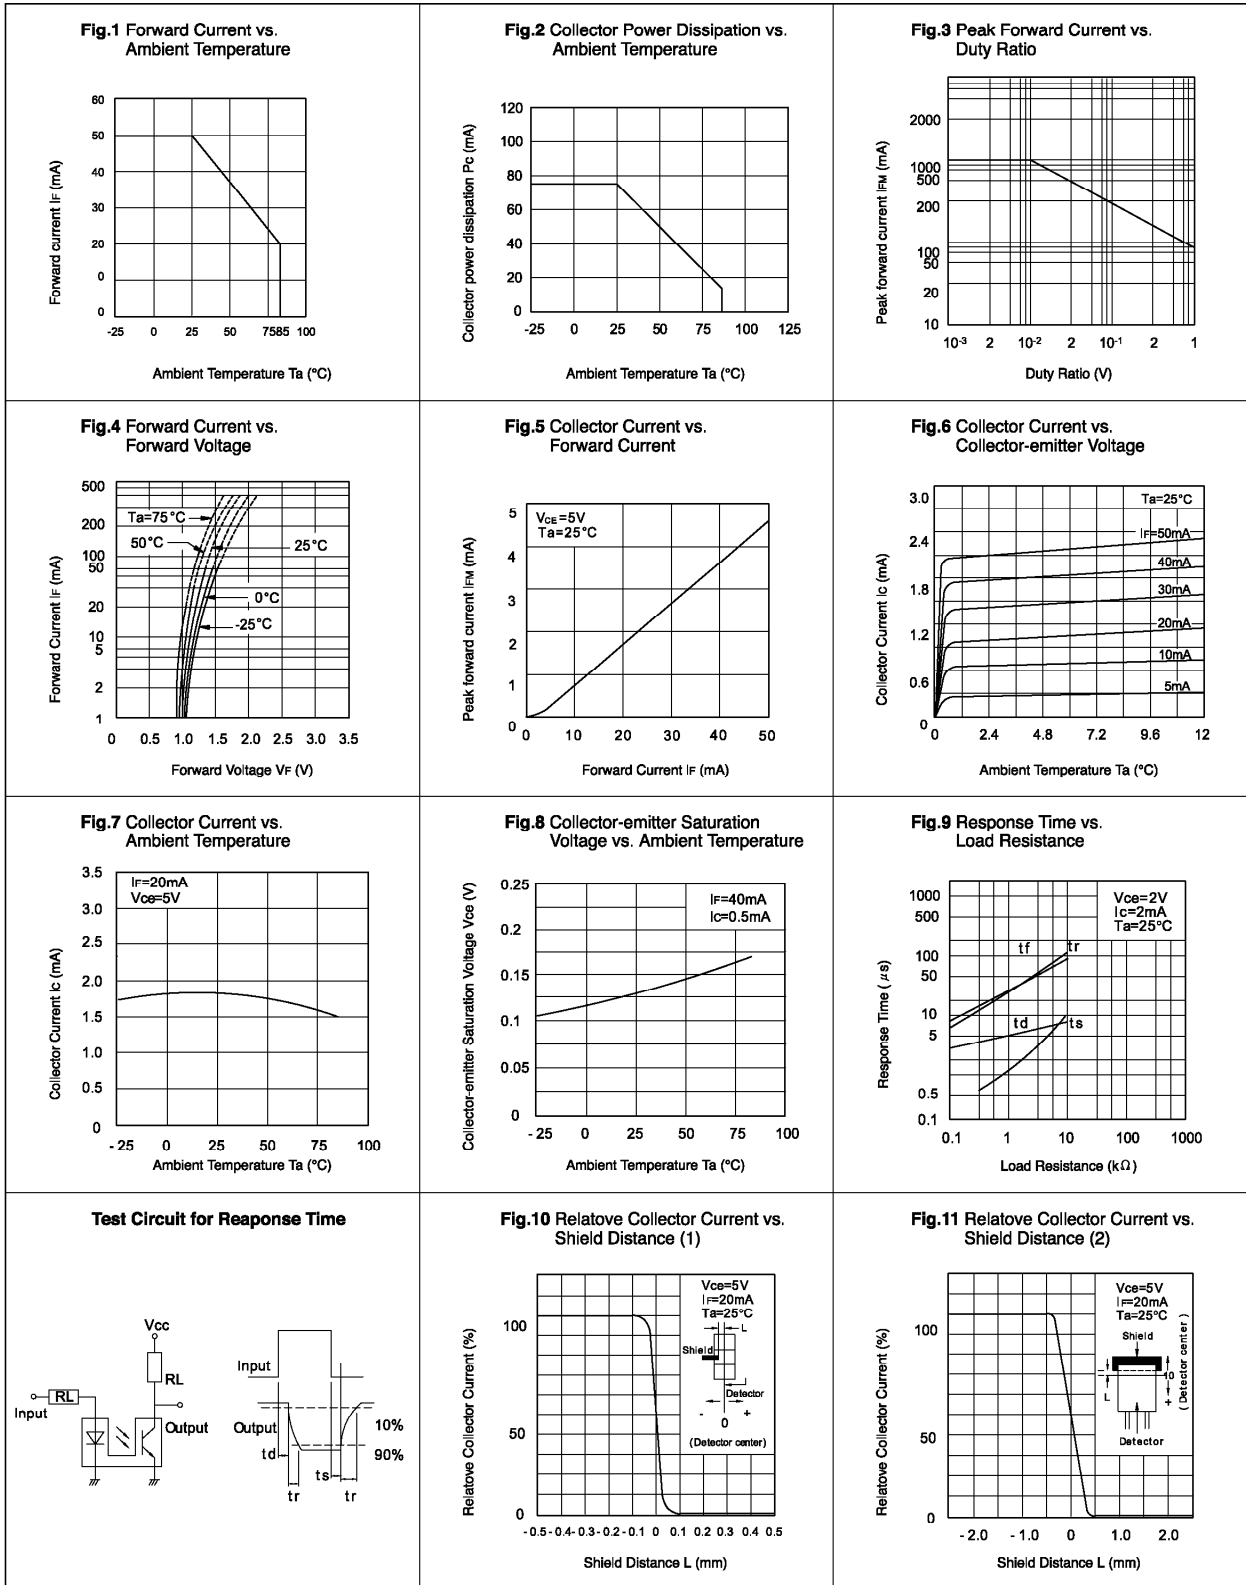 Fig.1 Forward Current vs.
Ambient Temperature
60
50
40
30
20
0
0
Forward current IF (mA)
-25 0 25 50 7585 100
Ambient Temperature Ta (°C)
Fig.2 Collector Power Dissipation vs.
Ambient Temperature
120
100
80
60
40
20
0
Collector power dissipation Pc (mA)
-25 0 25 50 75 100 125
Ambient Temperature Ta (°C)
Fig.3 Peak Forward Current vs.
Duty Ratio
2000
1000
500
200
100
50
20
10
Peak forward current IFM (mA)
10-3 2 10-2 2 10-1 2 1
Duty Ratio (V)
Fig.4 Forward Current vs.
Forward Voltage
500
200
100
50
20
10
5
2
1
Forward Current IF (mA)
Ta=75°C
50°C
25°C
0°C
-25°C
0 0.5 1.0 1.5 2.0 2.5 3.0 3.5
Forward Voltage VF (V)
Fig.5 Collector Current vs.
Forward Current
VCE=5V
Ta=25°C
5
4
3
2
1
0
Peak forward current IFM (mA)
0 10 20 30 40 50
Forward Current IF (mA)
Fig.6 Collector Current vs.
Collector-emitter Voltage
Ta=25°C
3.0
2.4
1.8
1.2
0.6
0
Collector Current Ic (mA)
IF=50mA
40mA
30mA
20mA
10mA
5mA
0 2.4 4.8 7.2 9.6 12
Ambient Temperature Ta (°C)
Fig.7 Collector Current vs.
Ambient Temperature
IF=20mA
Vce=5V
3.5
3.0
2.5
2.0
1.5
1.0
0.5
0
Collector Current Ic (mA)
-25 0 25 50 75 100
Ambient Temperature Ta (°C)
Fig.8 Collector-emitter Saturation
Voltage vs. Ambient Temperature
IF=40mA
Ic=0.5mA
0.25
0.2
0.15
0.1
0.05
0
Collector-emitter Saturation Voltage Vce (V)
-25 0 25 50 75 100
Ambient Temperature Ta (°C)
Fig.9 Response Time vs.
Load Resistance
Vce=2V
Ic=2mA
Ta=25°C
1000
500
100
50
10
5
0.5
0.1
Response Time (μs)
tf tr
td ts
0.1 1 10 100 1000
Load Resistance (kΩ)
Test Circuit for Reaponse Time
Vcc
RL
RL
Input
Output
Input
Output
10%
90%
td
ts
tr
tr
Fig.10 Relatove Collector Current vs.
Shield Distance (1)
Vce=5V
IF=20mA
Ta=25°C
L
Shield
Detector
- +
0
(Detector center)
100
50
0
Relatove Collector Current (%)
-0.5-0.4-0.3-0.2-0.1 0 0.1 0.2 0.3 0.4 0.5
Shield Distance L (mm)
Fig.11 Relatove Collector Current vs.
Shield Distance (2)
Vce=5V
IF=20mA
Ta=25°C
Shield
L
10
+
(Detector center)
Detector
100
50
0
Relatove Collector Current (%)
-2.0 -1.0 0 1.0 2.0
Shield Distance L (mm)